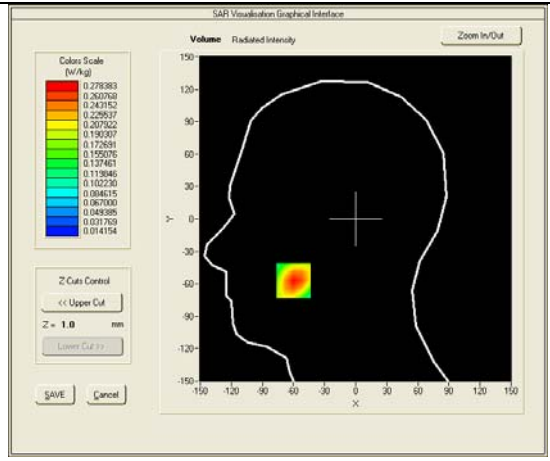 SAR Visualisation Graphical Interface
Volume Radiated Intensity
Zoom In/Out
Colors Scale
(W/kg)
0.278383
0.260768
0.243152
0.225537
0.207922
0.190307
0.172691
0.155076
0.137461
0.119846
0.102230
0.084615
0.067000
0.049385
0.031769
0.014154
Z Cuts Control
<< Upper Cut
Z = 1.0 mm
Lower Cut >>
SAVE
Cancel
Y
150
120
90
60
30
0
-30
-60
-90
-120
-150
-150 -120 -90 -60 -30 0 30 60 90 120 150
X